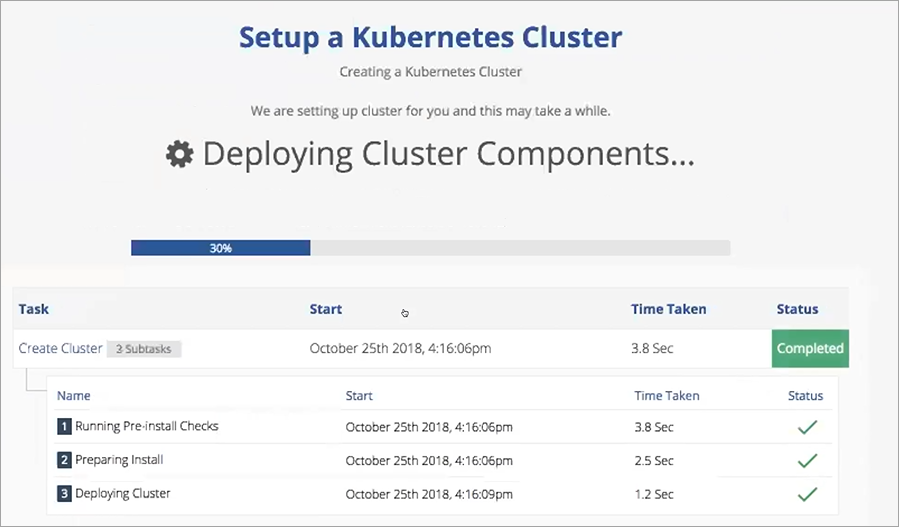 Setup a Kubernetes Cluster
Creating a Kubernetes Cluster
We are setting up cluster for you and this may take a while.
Deploying Cluster Components...
30%
Task Start Time Taken Status
Create Cluster 3 Subtasks October 25th 2018, 4:16:06pm 3.8 Sec Completed
Name Start Time Taken Status
1 Running Pre-install Checks October 25th 2018, 4:16:06pm 3.8 Sec
2 Preparing Install October 25th 2018, 4:16:06pm 2.5 Sec
3 Deploying Cluster October 25th 2018, 4:16:09pm 1.2 Sec